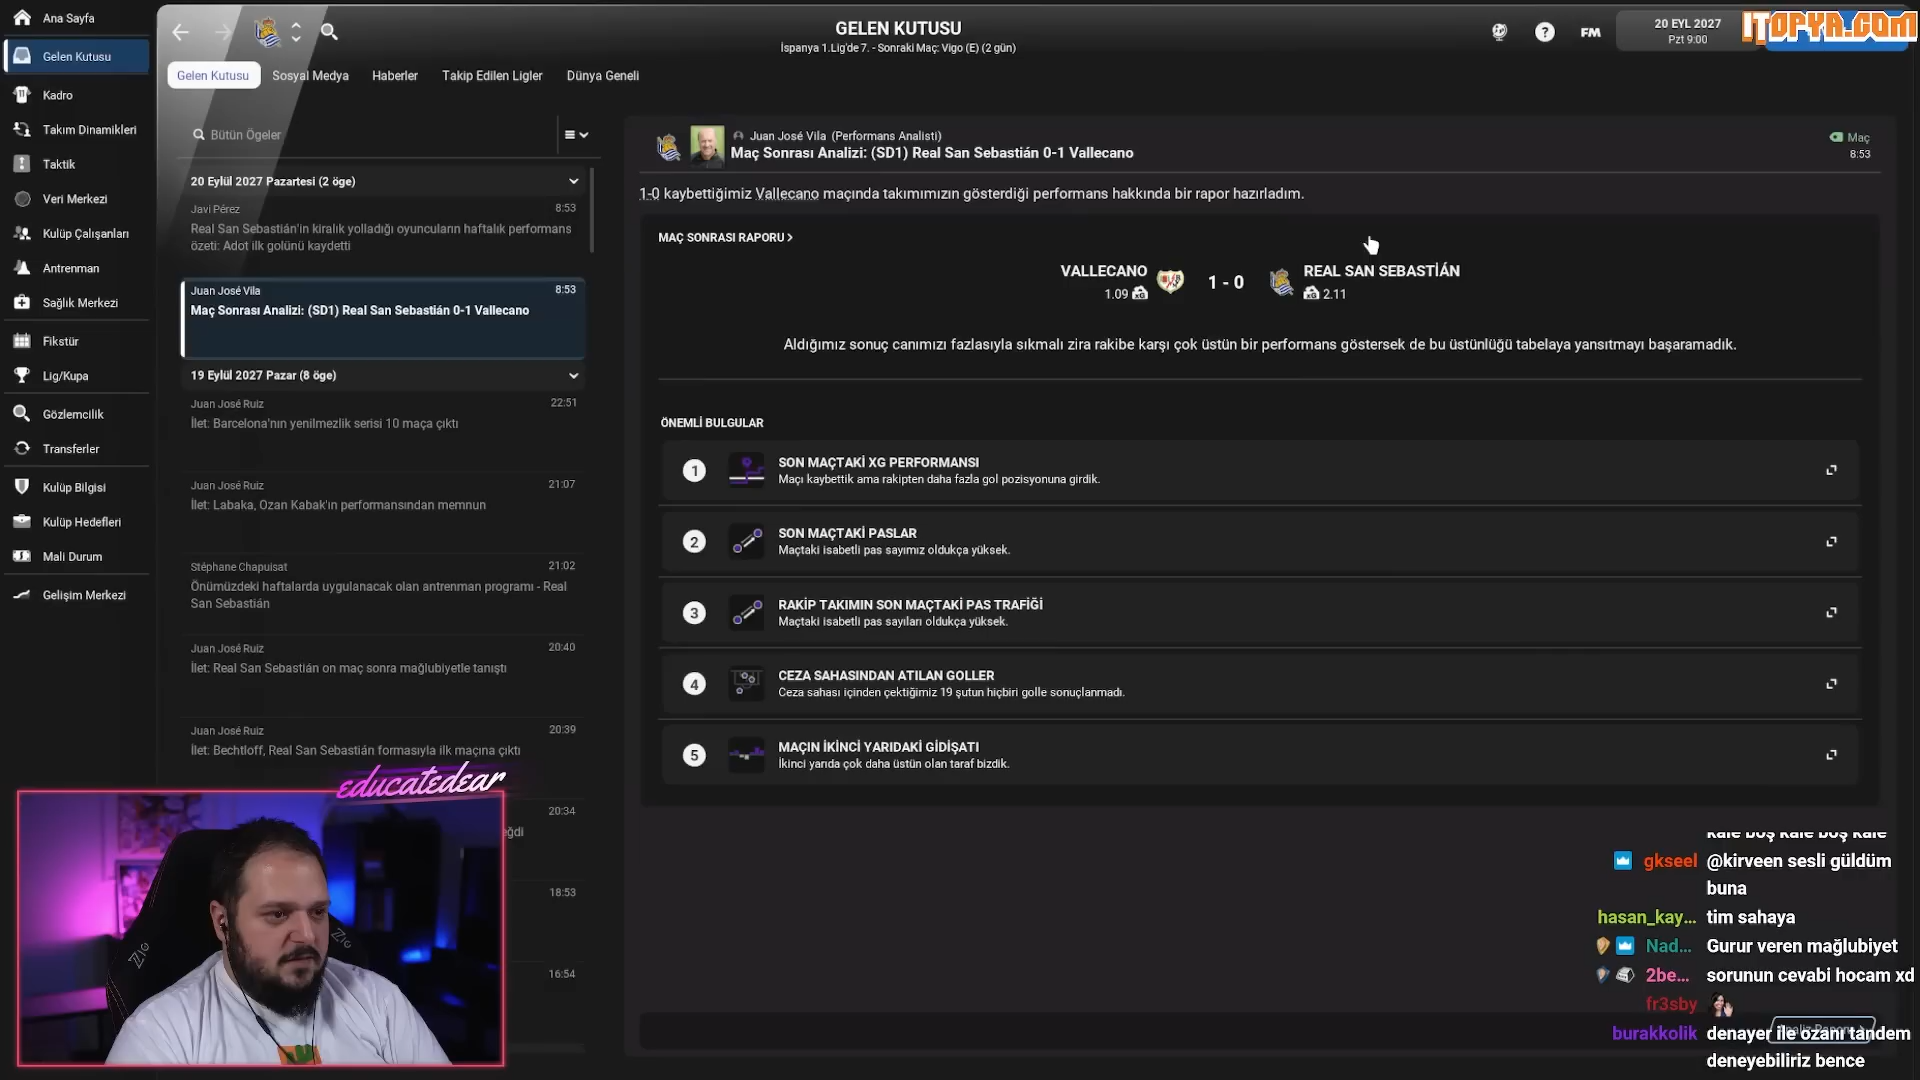 Ana Sayfa
Gelen Kutusu
Kadro
Takım Dinamikleri
Taktik
Veri Merkezi
Kulüp Çalışanları
Antrenman
Sağlık Merkezi
Fikstür
Lig/Kupa
Gözlemcilik
Transferler
Kulüp Bilgisi
Kulüp Hedefleri
Mali Durum
Gelişim Merkezi
GELEN KUTUSU
İspanya 1.Lig'de 7. - Sonraki Maç: Vigo (E) (2 gün)
FM
20 EYL 2027
Pzt 9:00
ITOPYA.COM
Gelen Kutusu
Sosyal Medya
Haberler
Takip Edilen Ligler
Dünya Geneli
Bütün Ögeler
20 Eylül 2027 Pazartesi (2 öge)
Javi Pérez 8:53
Real San Sebastián'in kiralık yolladığı oyuncuların haftalık performans
özeti: Adot ilk golünü kaydetti
Juan José Vila 8:53
Maç Sonrası Analizi: (SD1) Real San Sebastián 0-1 Vallecano
19 Eylül 2027 Pazar (8 öge)
Juan José Ruiz 22:51
İlet: Barcelona'nın yenilmezlik serisi 10 maça çıktı
Juan José Ruiz 21:07
İlet: Labaka, Ozan Kabak'ın performansından memnun
Stéphane Chapuisat 21:02
Önümüzdeki haftalarda uygulanacak olan antrenman programı - Real
San Sebastián
Juan José Ruiz 20:40
İlet: Real San Sebastián on maç sonra mağlubiyetle tanıştı
Juan José Ruiz 20:39
İlet: Bechtloff, Real San Sebastián formasıyla ilk maçına çıktı
20:34
eğdi
18:53
16:54
educatedear
Juan José Vila (Performans Analisti)
Maç Sonrası Analizi: (SD1) Real San Sebastián 0-1 Vallecano
Maç
8:53
1-0 kaybettiğimiz Vallecano maçında takımımızın gösterdiği performans hakkında bir rapor hazırladım.
MAÇ SONRASI RAPORU
VALLECANO
1.09 xG
1 - 0
REAL SAN SEBASTIÁN
xG 2.11
Aldığımız sonuç canımızı fazlasıyla sıkmalı zira rakibe karşı çok üstün bir performans göstersek de bu üstünlüğü tabelaya yansıtmayı başaramadık.
ÖNEMLİ BULGULAR
1
SON MAÇTAKİ XG PERFORMANSI
Maçı kaybettik ama rakipten daha fazla gol pozisyonuna girdik.
2
SON MAÇTAKİ PASLAR
Maçtaki isabetli pas sayımız oldukça yüksek.
3
RAKİP TAKIMIN SON MAÇTAKİ PAS TRAFİĞİ
Maçtaki isabetli pas sayıları oldukça yüksek.
4
CEZA SAHASINDAN ATILAN GOLLER
Ceza sahası içinden çektiğimiz 19 şutun hiçbiri golle sonuçlanmadı.
5
MAÇIN İKİNCİ YARIDAKİ GİDİŞATI
İkinci yarıda çok daha üstün olan taraf bizdik.
kale boş kale boş kale
gkseel @kirveen sesli güldüm
buna
hasan_kay... tim sahaya
Nad... Gurur veren mağlubiyet
2be... sorunun cevabi hocam xd
fr3sby
burakkolik denayer ile ozanı tandem
deneyebiliriz bence